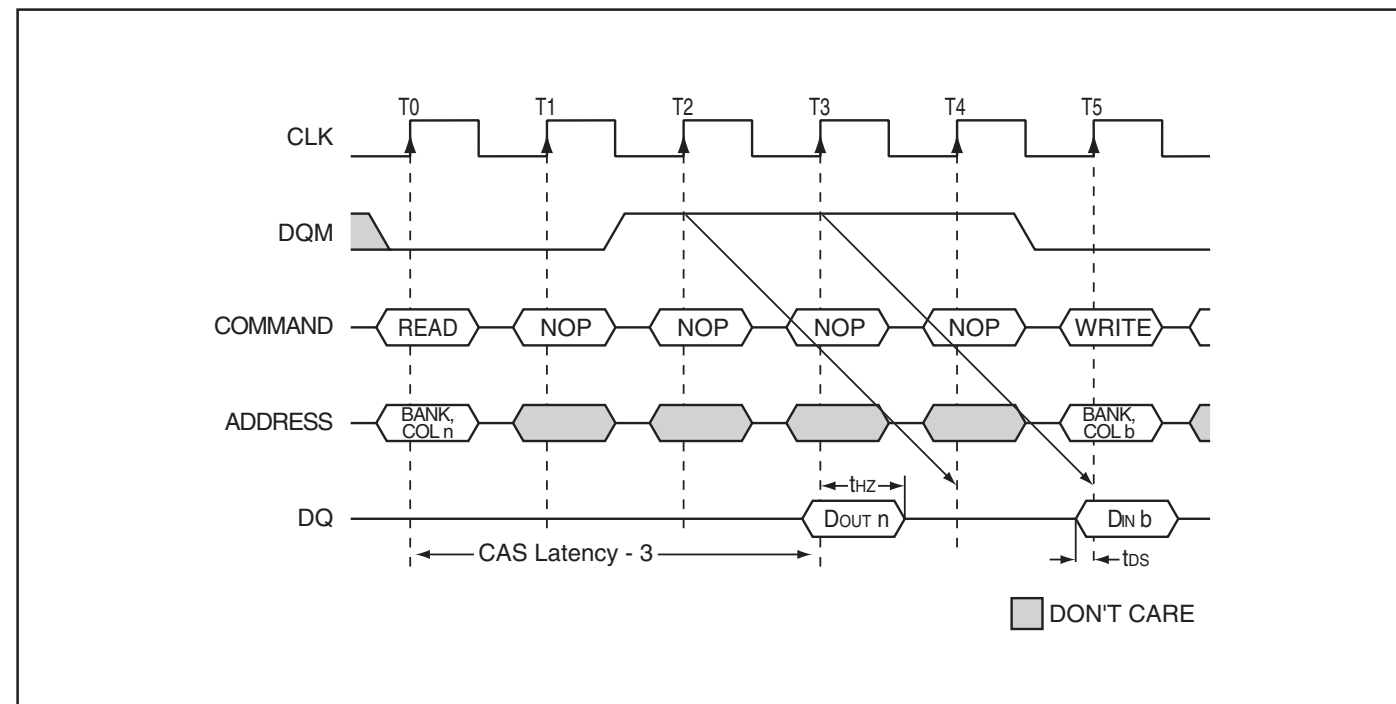 T0 T1 T2 T3 T4 T5
CLK
DQM
COMMAND READ NOP NOP NOP NOP WRITE
ADDRESS BANK, COL n BANK, COL b
tHZ
DQ DOUT n DIN b
CAS Latency - 3 tDS
DON'T CARE